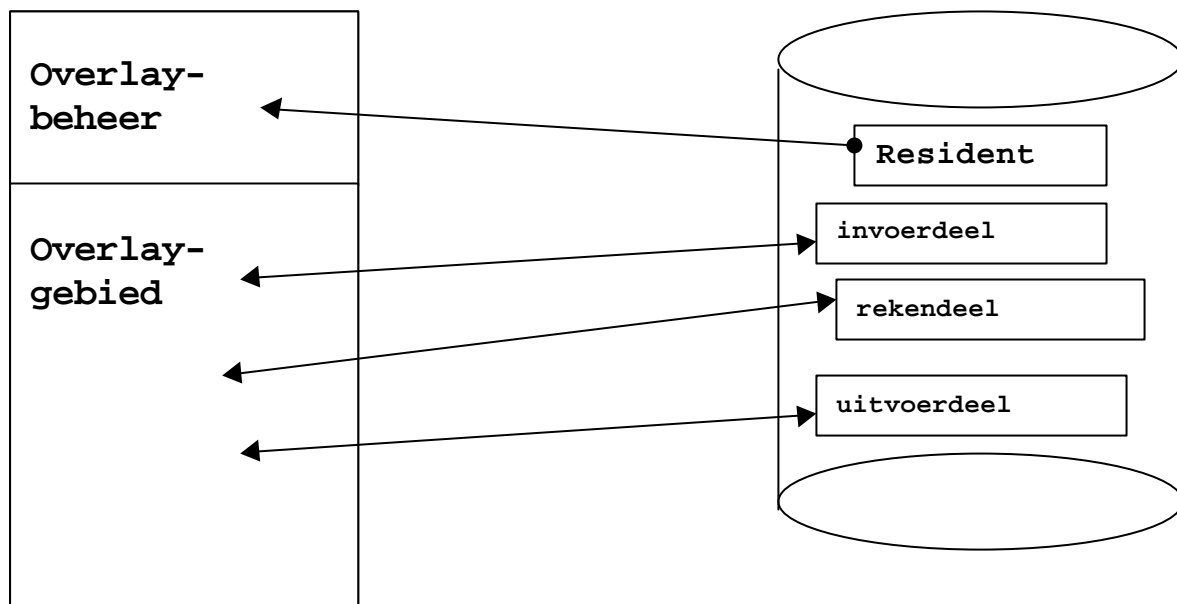 Overlay-
beheer
Resident
Overlay-
gebied
invoerdeel
rekendeel
uitvoerdeel